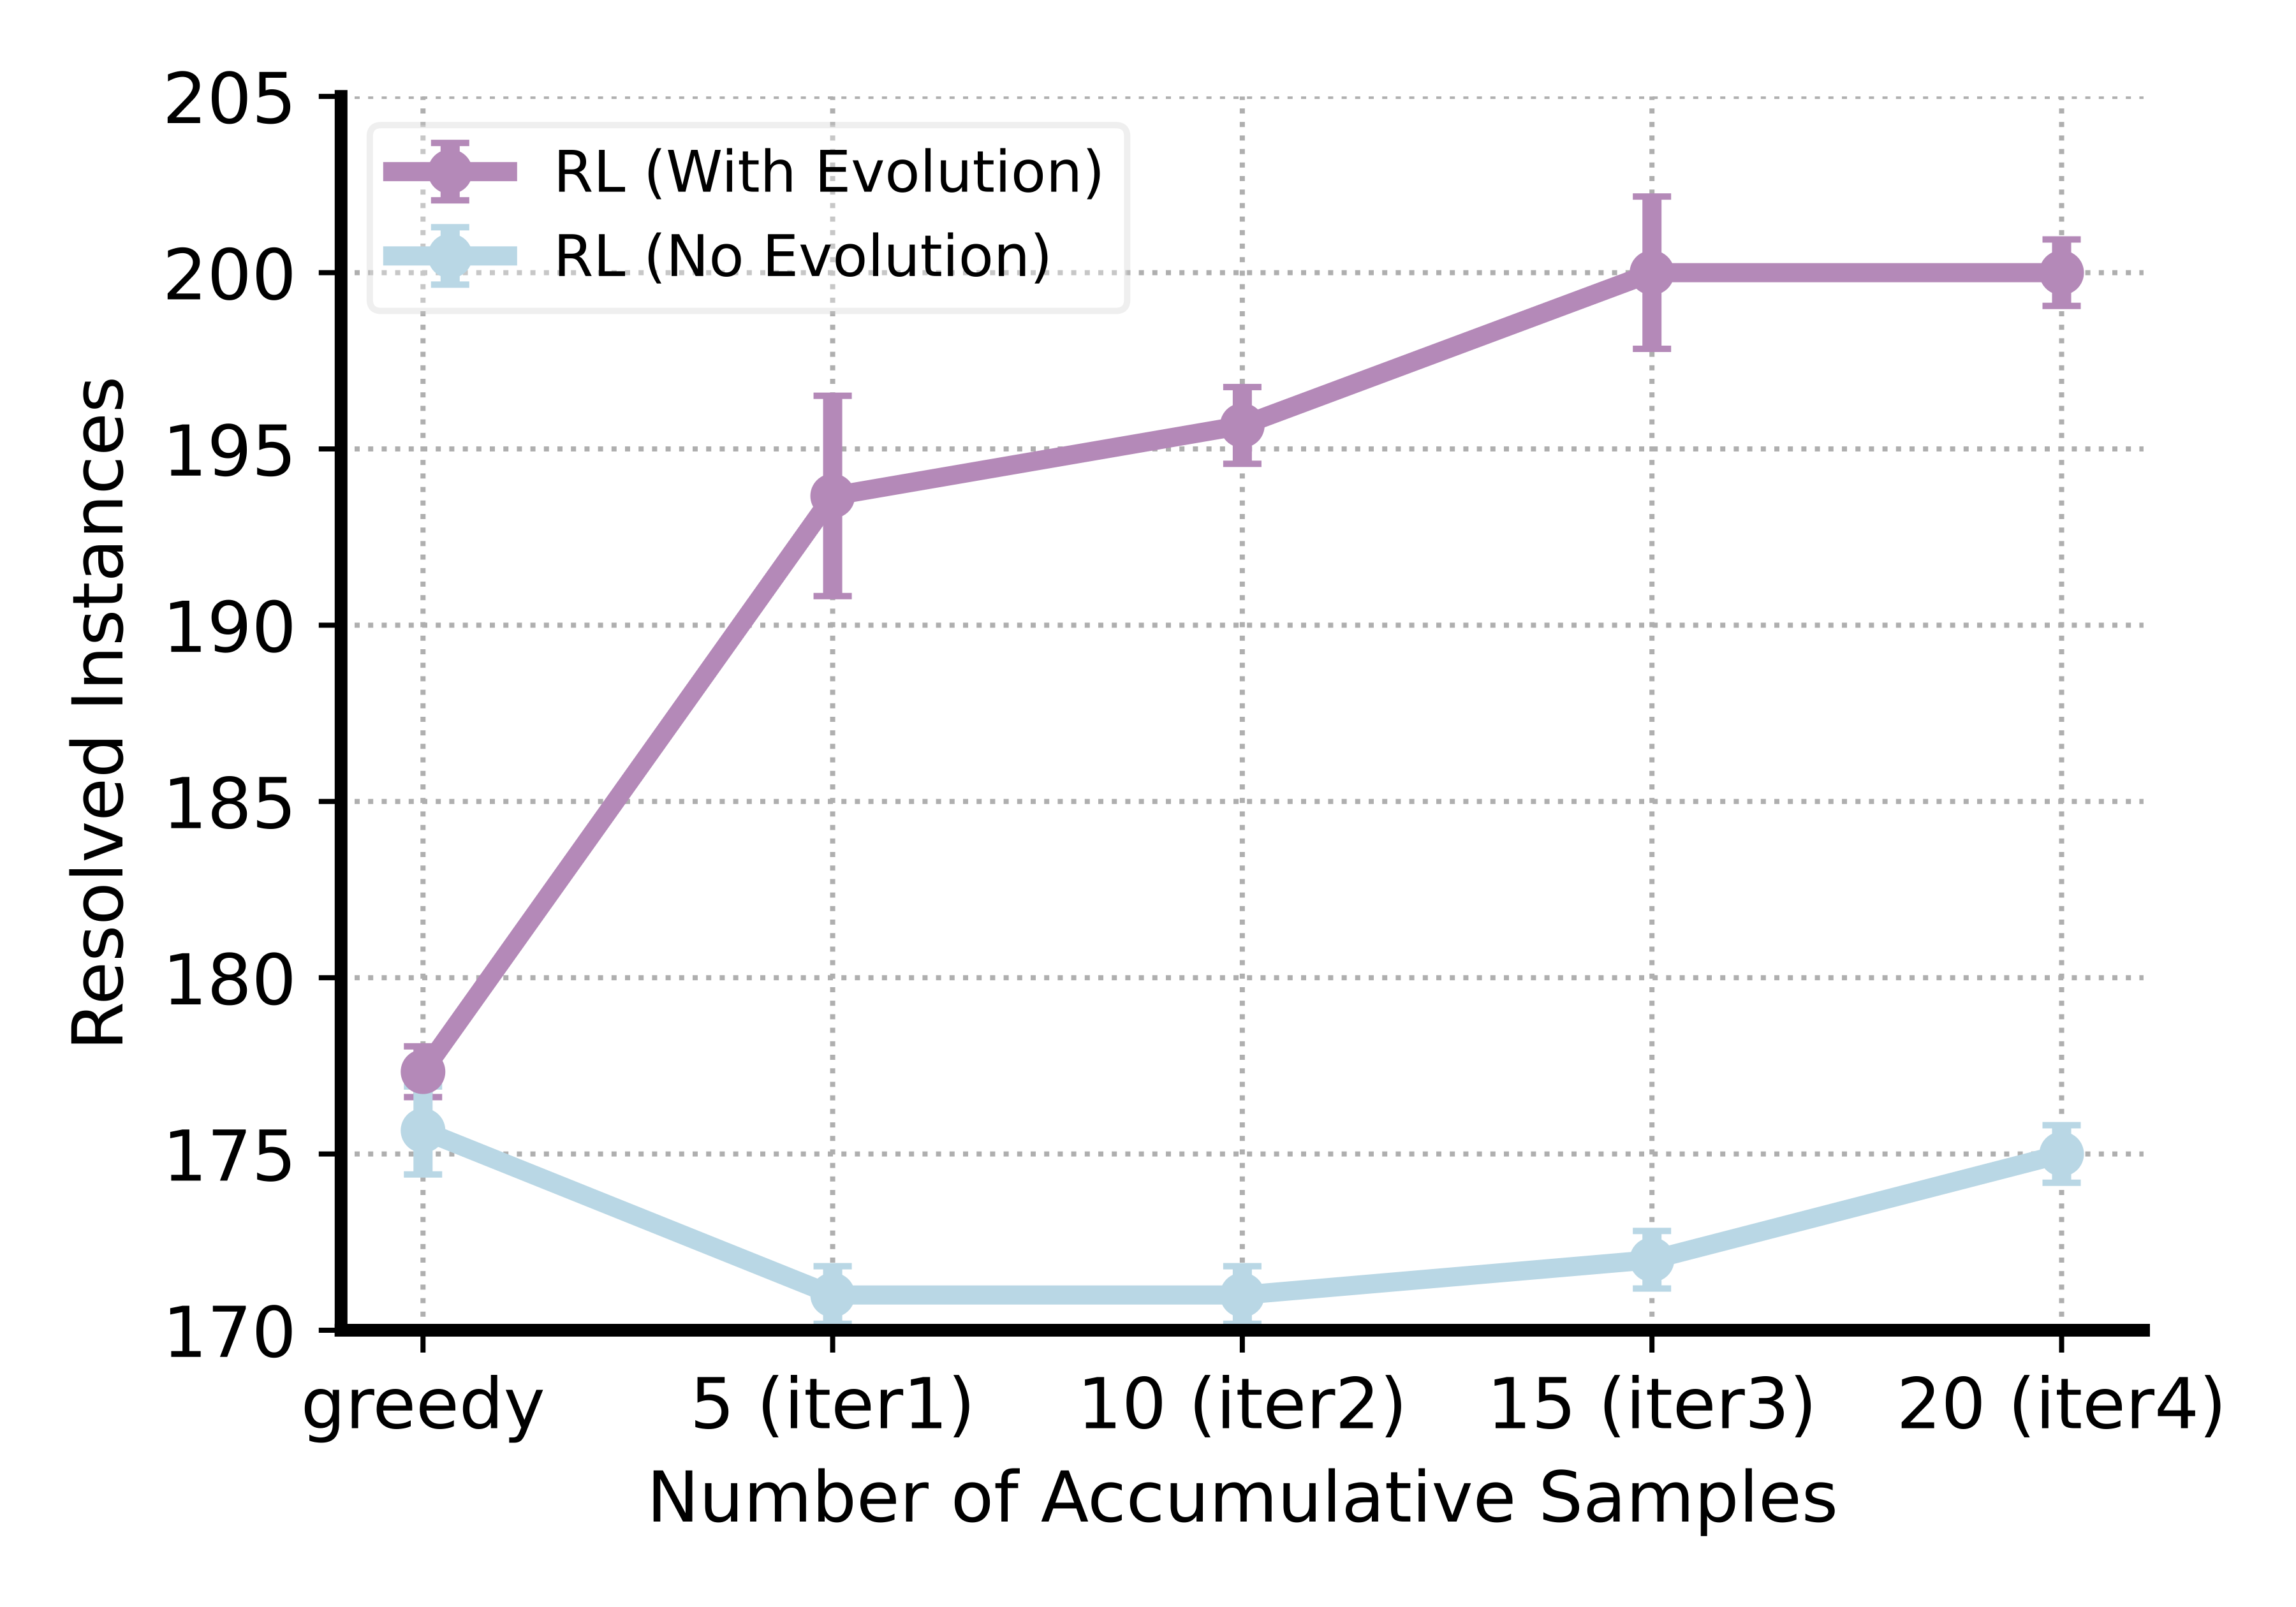 205
200
195
190
185
180
175
170
Resolved Instances
RL (With Evolution)
RL (No Evolution)
greedy
5 (iter1)
10 (iter2)
15 (iter3)
20 (iter4)
Number of Accumulative Samples